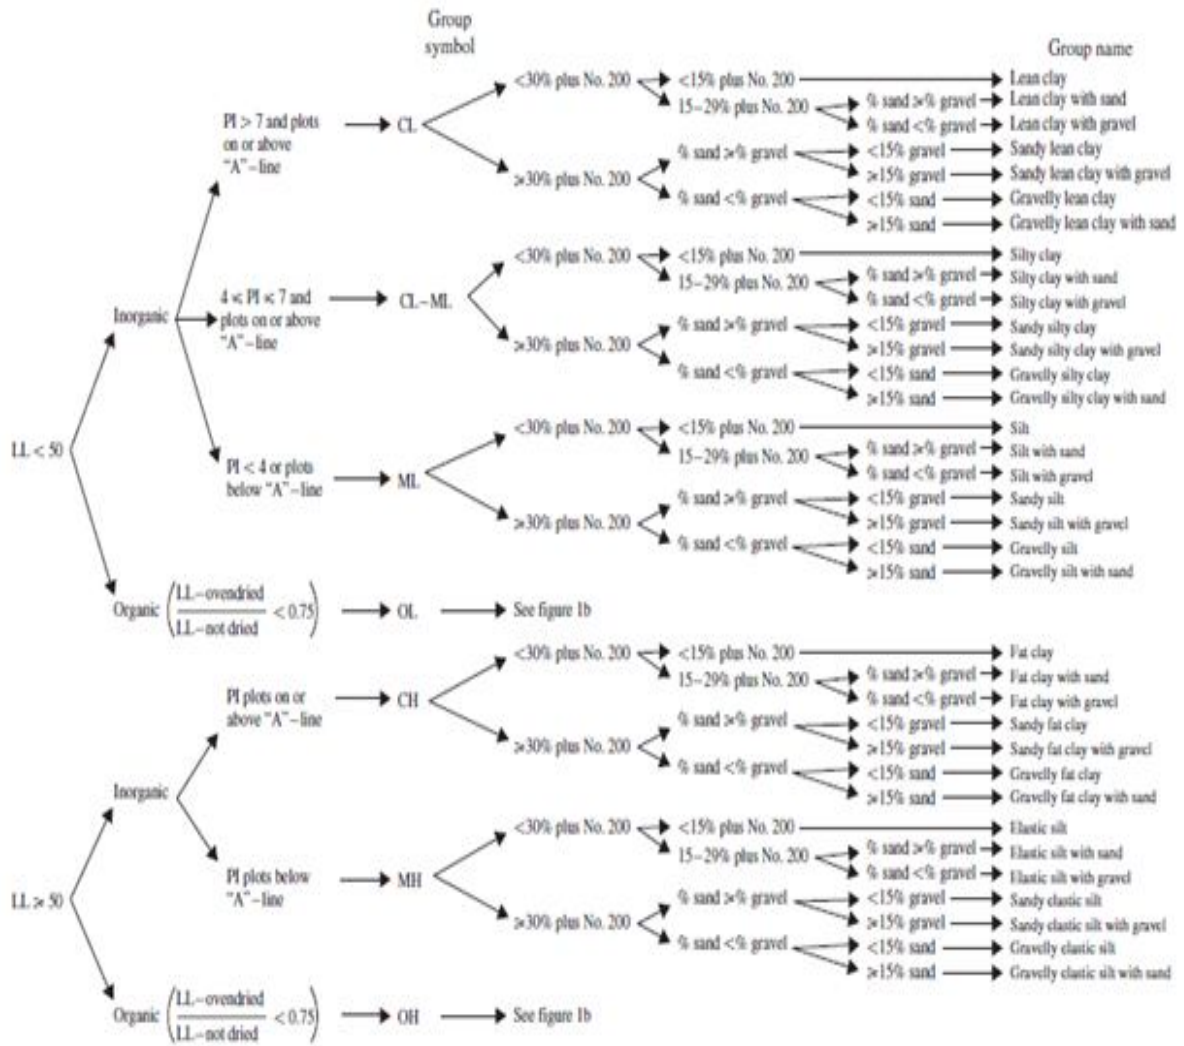 Group
symbol
Group name
LL < 50
Inorganic
PI > 7 and plots
on or above
"A"–line
CL
<30% plus No. 200
<15% plus No. 200
Lean clay
15–29% plus No. 200
% sand ⩾% gravel
Lean clay with sand
% sand <% gravel
Lean clay with gravel
⩾30% plus No. 200
% sand ⩾% gravel
<15% gravel
Sandy lean clay
⩾15% gravel
Sandy lean clay with gravel
% sand <% gravel
<15% sand
Gravelly lean clay
⩾15% sand
Gravelly lean clay with sand
4 ⩽ PI ⩽ 7 and
plots on or above
"A"–line
CL–ML
<30% plus No. 200
<15% plus No. 200
Silty clay
15–29% plus No. 200
% sand ⩾% gravel
Silty clay with sand
% sand <% gravel
Silty clay with gravel
⩾30% plus No. 200
% sand ⩾% gravel
<15% gravel
Sandy silty clay
⩾15% gravel
Sandy silty clay with gravel
% sand <% gravel
<15% sand
Gravelly silty clay
⩾15% sand
Gravelly silty clay with sand
PI < 4 or plots
below "A"–line
ML
<30% plus No. 200
<15% plus No. 200
Silt
15–29% plus No. 200
% sand ⩾% gravel
Silt with sand
% sand <% gravel
Silt with gravel
⩾30% plus No. 200
% sand ⩾% gravel
<15% gravel
Sandy silt
⩾15% gravel
Sandy silt with gravel
% sand <% gravel
<15% sand
Gravelly silt
⩾15% sand
Gravelly silt with sand
Organic (LL–ovendried / LL–not dried < 0.75)
OL
See figure 1b
LL ⩾ 50
Inorganic
PI plots on or
above "A"–line
CH
<30% plus No. 200
<15% plus No. 200
Fat clay
15–29% plus No. 200
% sand ⩾% gravel
Fat clay with sand
% sand <% gravel
Fat clay with gravel
⩾30% plus No. 200
% sand ⩾% gravel
<15% gravel
Sandy fat clay
⩾15% gravel
Sandy fat clay with gravel
% sand <% gravel
<15% sand
Gravelly fat clay
⩾15% sand
Gravelly fat clay with sand
PI plots below
"A"–line
MH
<30% plus No. 200
<15% plus No. 200
Elastic silt
15–29% plus No. 200
% sand ⩾% gravel
Elastic silt with sand
% sand <% gravel
Elastic silt with gravel
⩾30% plus No. 200
% sand ⩾% gravel
<15% gravel
Sandy elastic silt
⩾15% gravel
Sandy elastic silt with gravel
% sand <% gravel
<15% sand
Gravelly elastic silt
⩾15% sand
Gravelly elastic silt with sand
Organic (LL–ovendried / LL–not dried < 0.75)
OH
See figure 1b